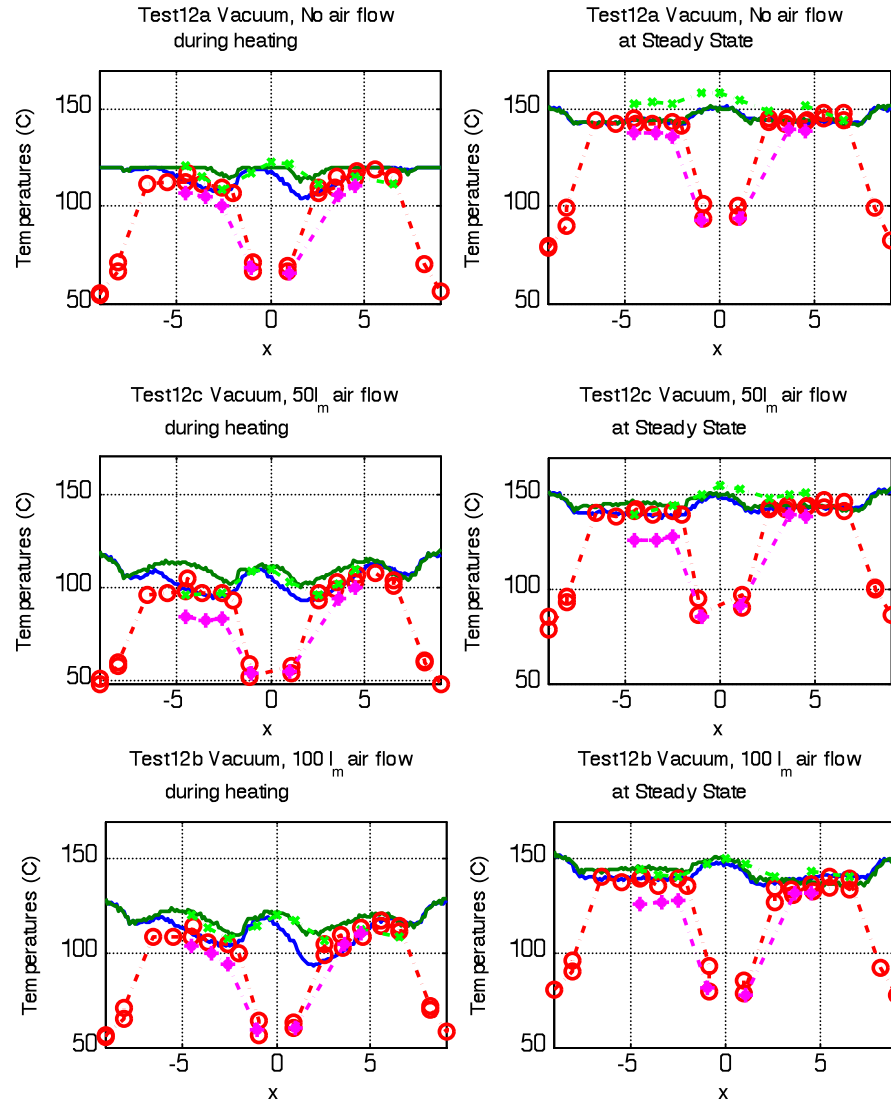 Test12a Vacuum, No air flow
during heating
150
100
50
-5 0 5
x
Temperatures (C)
Test12a Vacuum, No air flow
at Steady State
150
100
50
-5 0 5
x
Temperatures (C)
Test12c Vacuum, 50l_m air flow
during heating
150
100
50
-5 0 5
x
Temperatures (C)
Test12c Vacuum, 50l_m air flow
at Steady State
150
100
50
-5 0 5
x
Temperatures (C)
Test12b Vacuum, 100 l_m air flow
during heating
150
100
50
-5 0 5
x
Temperatures (C)
Test12b Vacuum, 100 l_m air flow
at Steady State
150
100
50
-5 0 5
x
Temperatures (C)